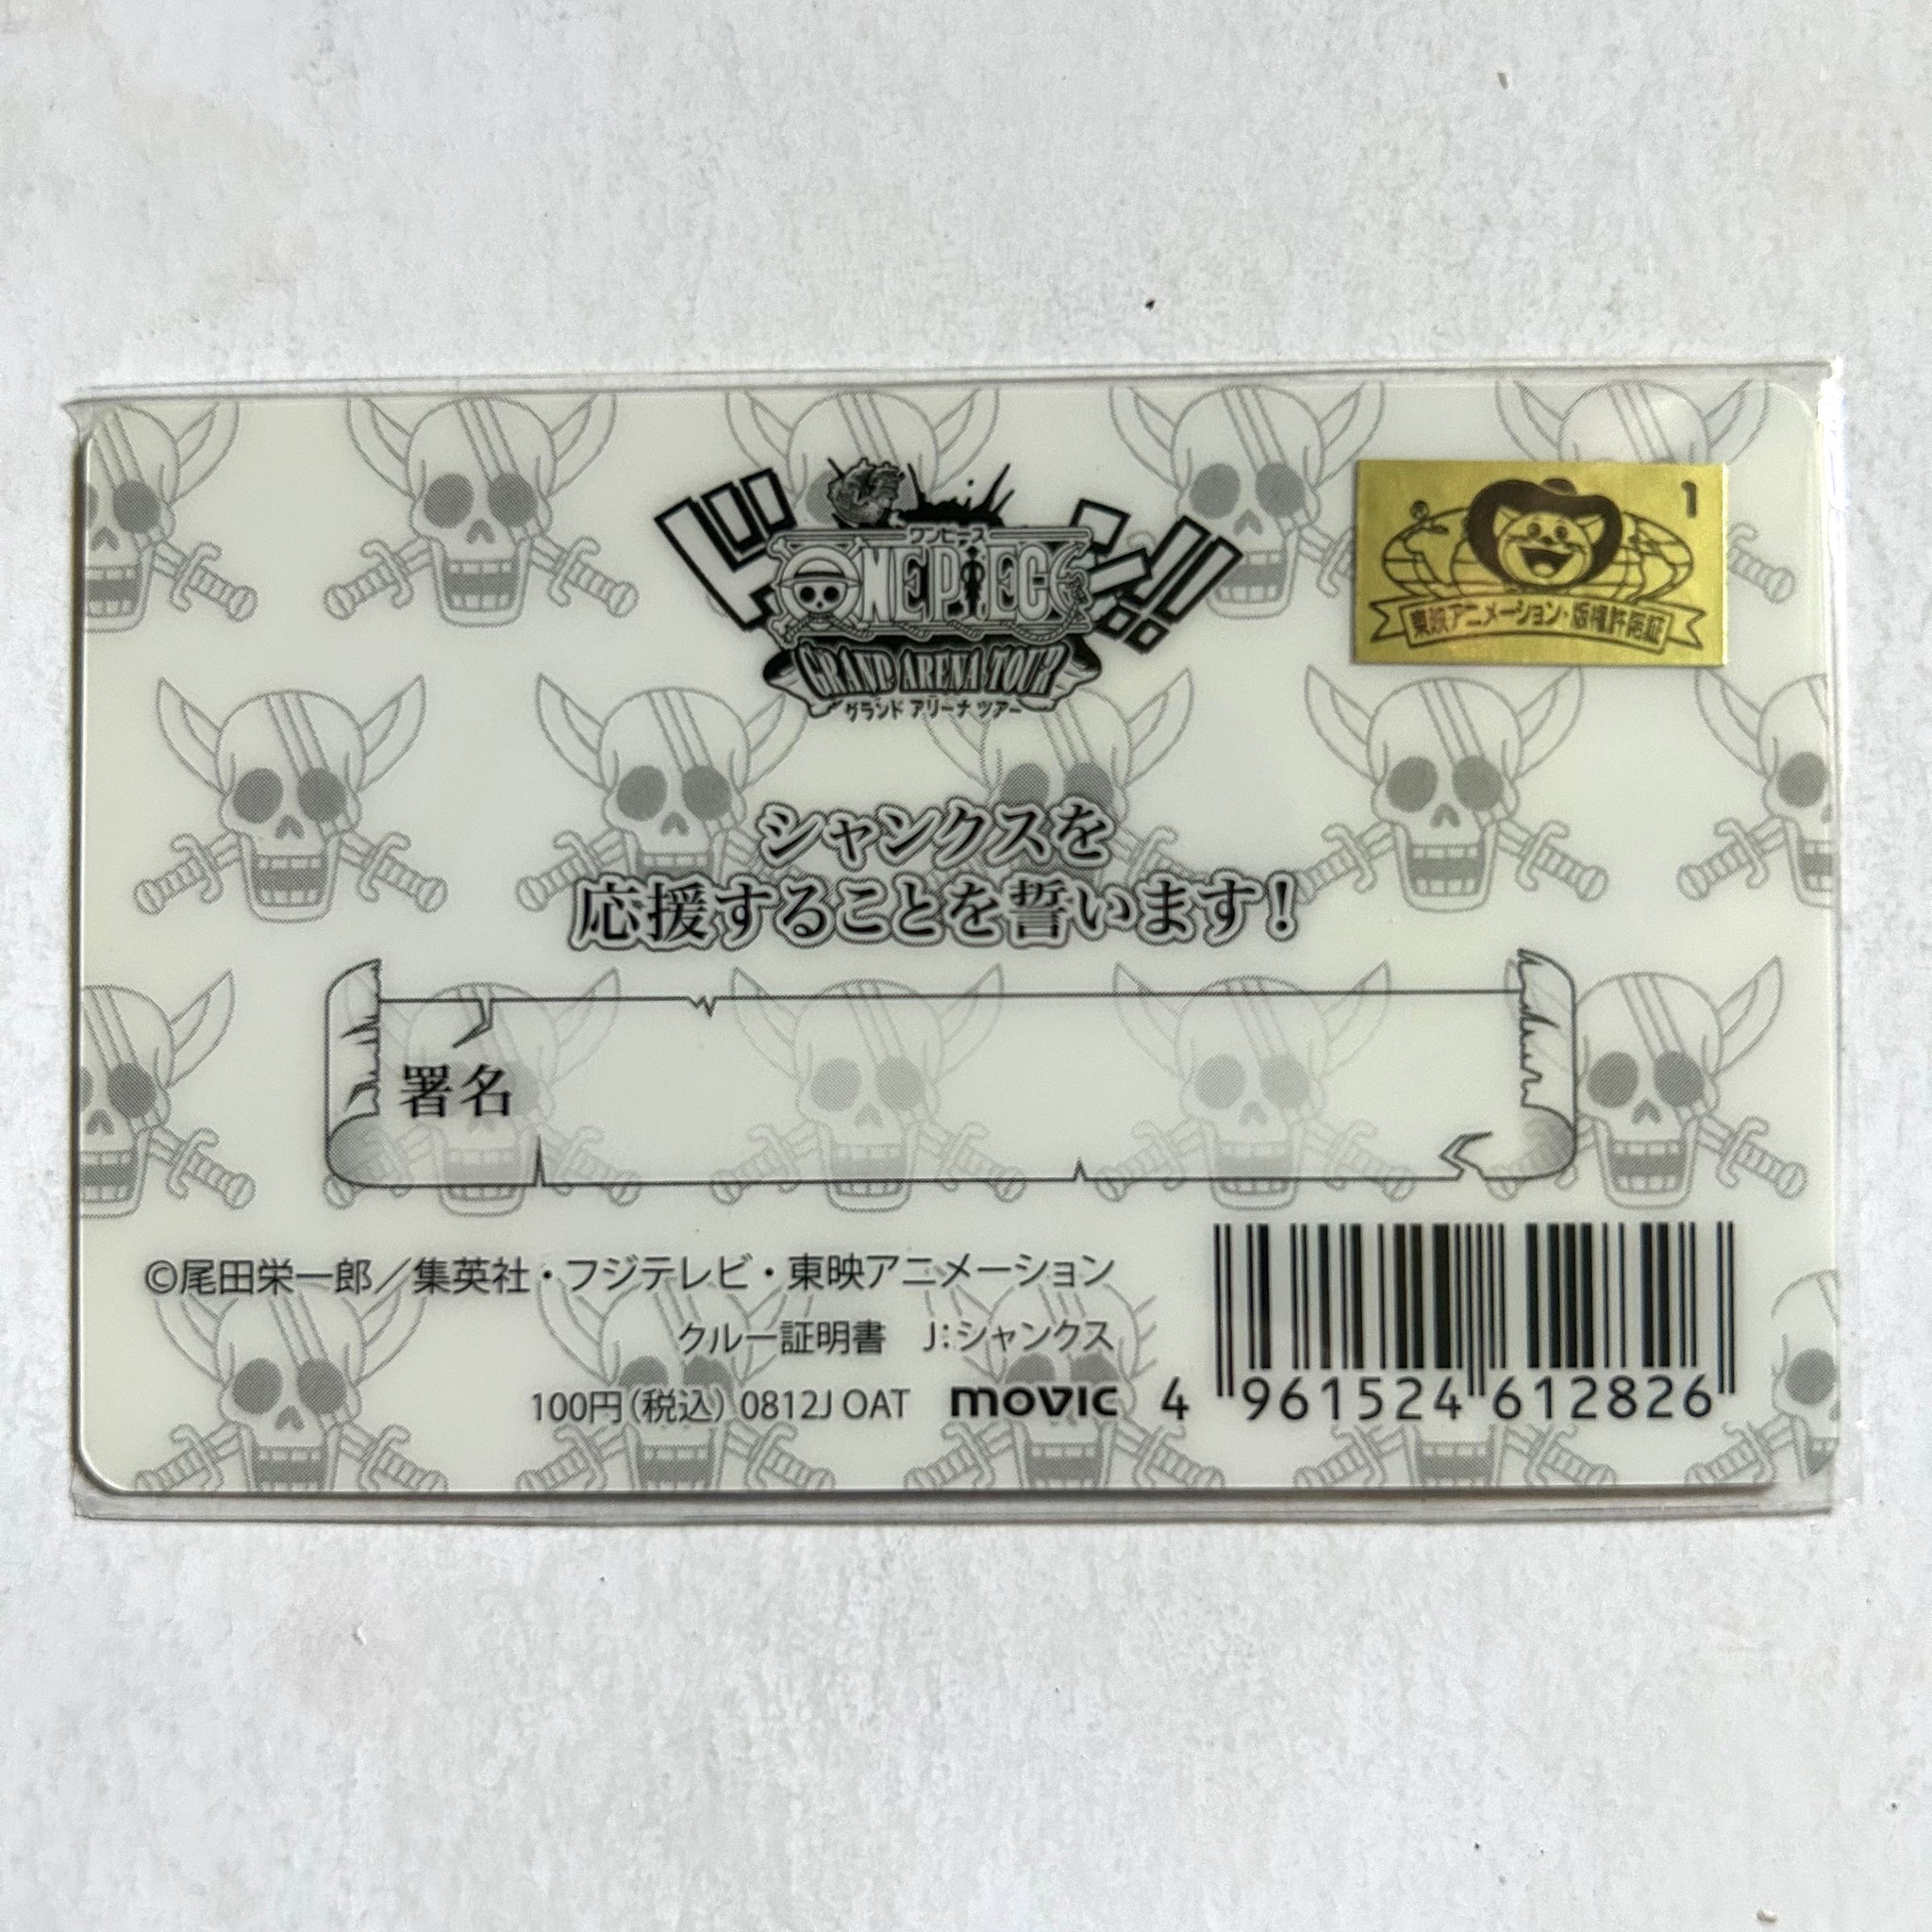 ドン!!
ワンピース
ONE PIECE
GRAND ARENA TOUR
グランド アリーナ ツアー
1
東映アニメーション・版権許諾証
シャンクスを
応援することを誓います!
署名
©尾田栄一郎/集英社・フジテレビ・東映アニメーション
クルー証明書 J:シャンクス
100円(税込) 0812J OAT movic
4 961524 612826